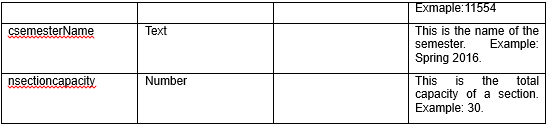 Exmaple:11554
csemesterName Text This is the name of the
semester. Example:
Spring 2016.
nsectioncapacity Number This is the total
capacity of a section.
Example: 30.